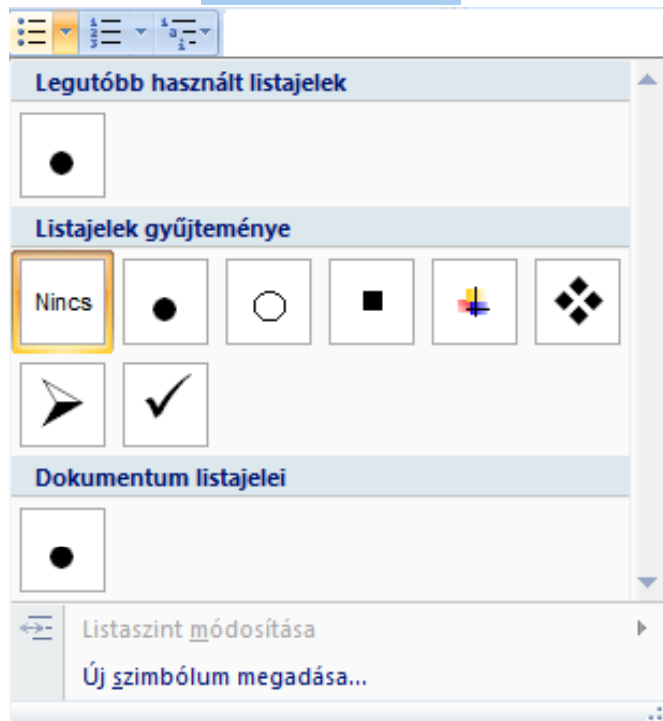 Legutóbb használt listajelek
Listajelek gyűjteménye
Nincs
Dokumentum listajelei
Listaszint módosítása
Új szimbólum megadása...